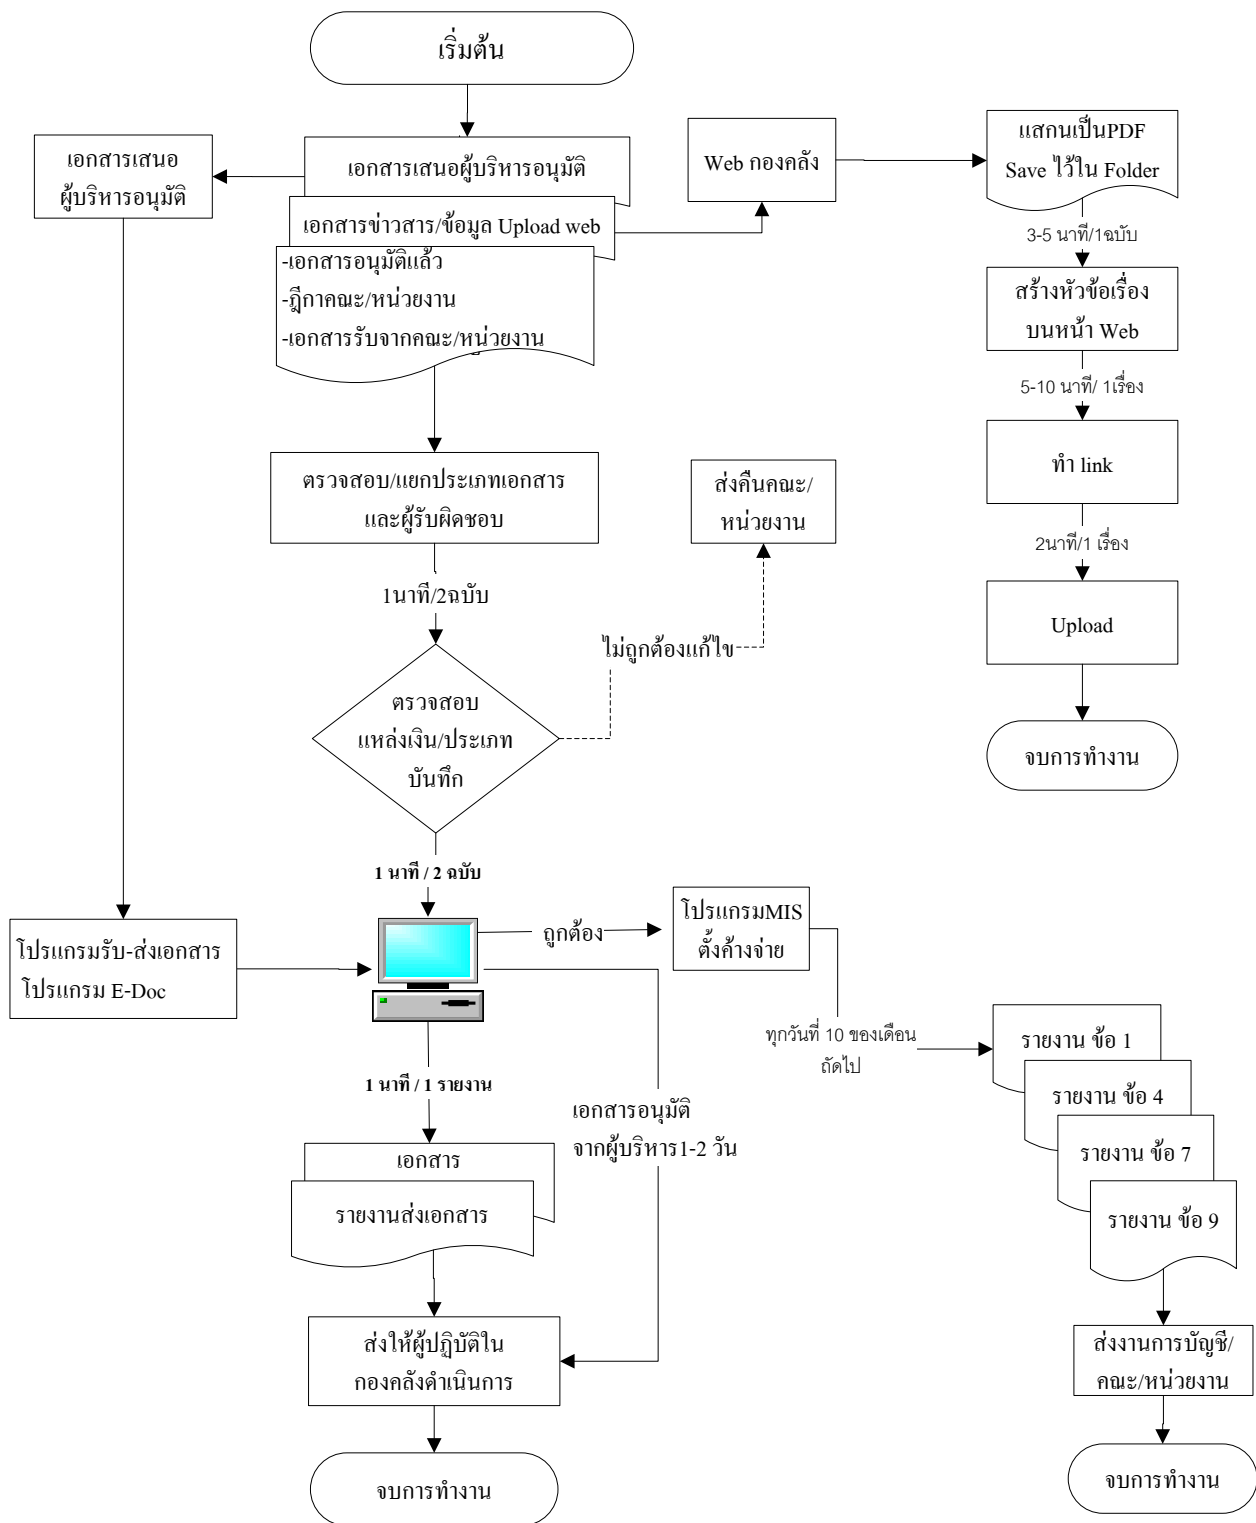 เริ่มต้น
เอกสารเสนอ
ผู้บริหารอนุมัติ
เอกสารเสนอผู้บริหารอนุมัติ
เอกสารข่าวสาร/ข้อมูล Upload web
-เอกสารอนุมัติแล้ว
-ฎีกาคณะ/หน่วยงาน
-เอกสารรับจากคณะ/หน่วยงาน
Web กองคลัง
แสกนเป็นPDF
Save ไว้ใน Folder
3-5 นาที/1ฉบับ
สร้างหัวข้อเรื่อง
บนหน้า Web
5-10 นาที/ 1เรื่อง
ทำ link
2นาที/1 เรื่อง
Upload
จบการทำงาน
ตรวจสอบ/แยกประเภทเอกสาร
และผู้รับผิดชอบ
1นาที/2ฉบับ
ส่งคืนคณะ/
หน่วยงาน
ไม่ถูกต้องแก้ไข
ตรวจสอบ
แหล่งเงิน/ประเภท
บันทึก
1 นาที / 2 ฉบับ
โปรแกรมรับ-ส่งเอกสาร
โปรแกรม E-Doc
ถูกต้อง
โปรแกรมMIS
ตั้งค้างจ่าย
ทุกวันที่ 10 ของเดือน
ถัดไป
รายงาน ข้อ 1
รายงาน ข้อ 4
รายงาน ข้อ 7
รายงาน ข้อ 9
1 นาที / 1 รายงาน
เอกสารอนุมัติ
จากผู้บริหาร1-2 วัน
เอกสาร
รายงานส่งเอกสาร
ส่งให้ผู้ปฏิบัติใน
กองคลังดำเนินการ
จบการทำงาน
ส่งงานการบัญชี/
คณะ/หน่วยงาน
จบการทำงาน